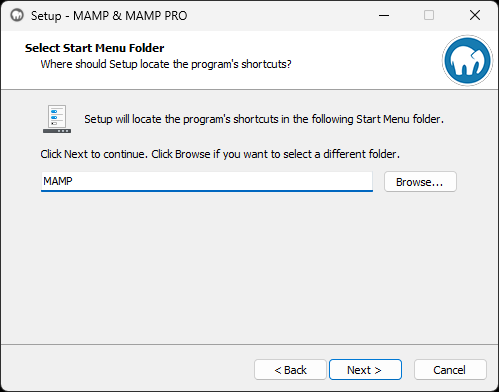 Setup - MAMP & MAMP PRO
Select Start Menu Folder
Where should Setup locate the program's shortcuts?
Setup will locate the program's shortcuts in the following Start Menu folder.
Click Next to continue. Click Browse if you want to select a different folder.
MAMP
Browse...
< Back
Next >
Cancel